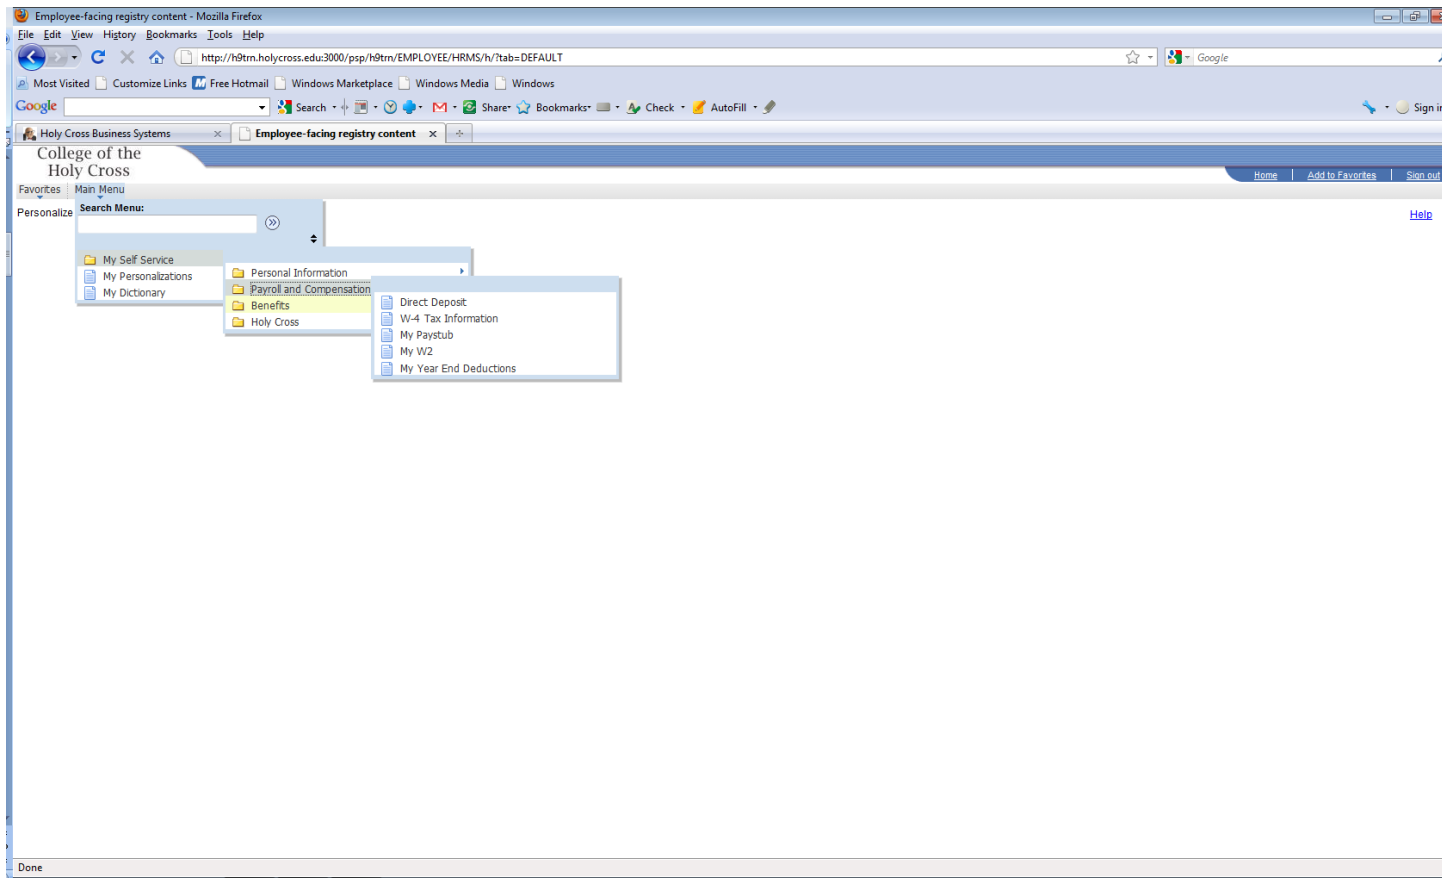 Employee-facing registry content - Mozilla Firefox
File Edit View History Bookmarks Tools Help
http://h9trn.holycross.edu:3000/psp/h9trn/EMPLOYEE/HRMS/h/?tab=DEFAULT
Google
Most Visited Customize Links Free Hotmail Windows Marketplace Windows Media Windows
Google Search Share Bookmarks Check AutoFill Sign in
Holy Cross Business Systems Employee-facing registry content
College of the
Holy Cross
Home | Add to Favorites | Sign out
Favorites Main Menu
Personalize Search Menu: Help
My Self Service
My Personalizations
My Dictionary
Personal Information
Payroll and Compensation
Benefits
Holy Cross
Direct Deposit
W-4 Tax Information
My Paystub
My W2
My Year End Deductions
Done